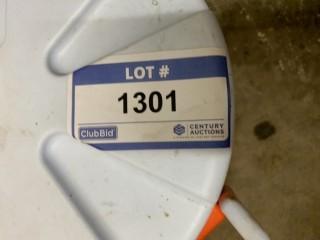 LOT #
1301
ClubBid
CENTURY
AUCTIONS